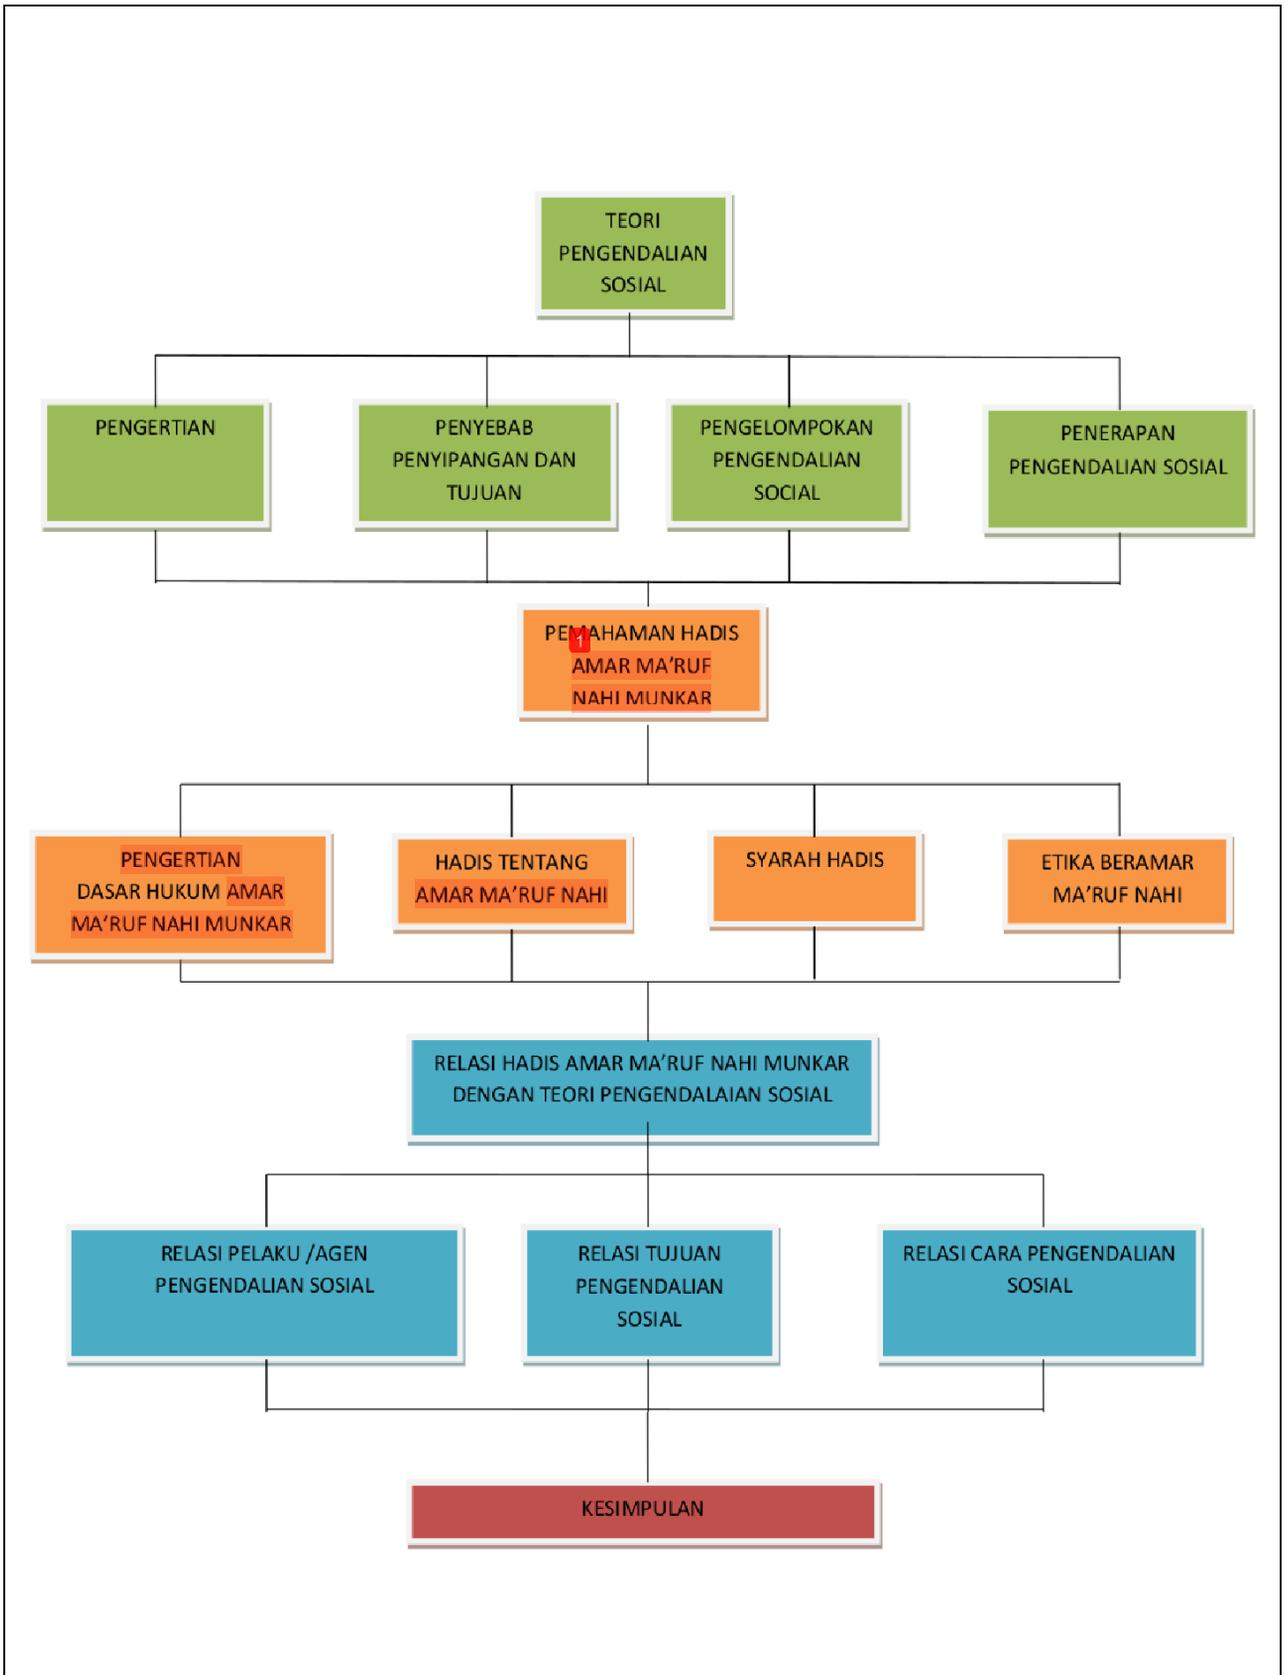 TEORI
PENGENDALIAN
SOSIAL
PENGERTIAN
PENYEBAB
PENYIPANGAN DAN
TUJUAN
PENGELOMPOKAN
PENGENDALIAN
SOCIAL
PENERAPAN
PENGENDALIAN SOSIAL
PEMAHAMAN HADIS
1
AMAR MA’RUF
NAHI MUNKAR
PENGERTIAN
DASAR HUKUM AMAR
MA’RUF NAHI MUNKAR
HADIS TENTANG
AMAR MA’RUF NAHI
SYARAH HADIS
ETIKA BERAMAR
MA’RUF NAHI
RELASI HADIS AMAR MA’RUF NAHI MUNKAR
DENGAN TEORI PENGENDALAIAN SOSIAL
RELASI PELAKU /AGEN
PENGENDALIAN SOSIAL
RELASI TUJUAN
PENGENDALIAN
SOSIAL
RELASI CARA PENGENDALIAN
SOSIAL
KESIMPULAN